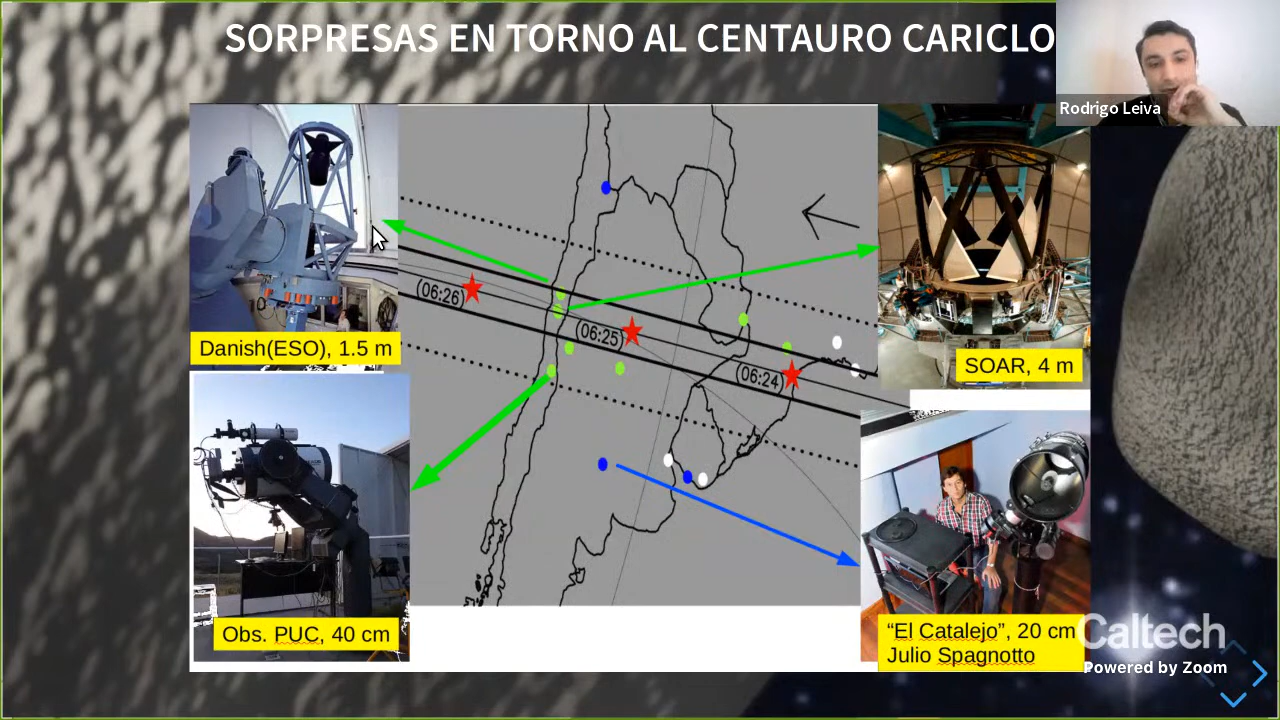 SORPRESAS EN TORNO AL CENTAURO CARICLO
Rodrigo Leiva
(06:26)
(06:25)
(06:24)
Danish(ESO), 1.5 m
SOAR, 4 m
Obs. PUC, 40 cm
“El Catalejo”, 20 cm
Julio Spagnotto
Caltech
Powered by Zoom